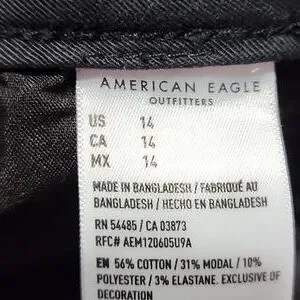 AMERICAN EAGLE
OUTFITTERS
US 14
CA 14
MX 14
MADE IN BANGLADESH / FABRIQUÉ AU
BANGLADESH / HECHO EN BANGLADESH
RN 54485 / CA 03873
RFC# AEM120605U9A
EN 56% COTTON / 31% MODAL / 10%
POLYESTER / 3% ELASTANE. EXCLUSIVE OF
DECORATION